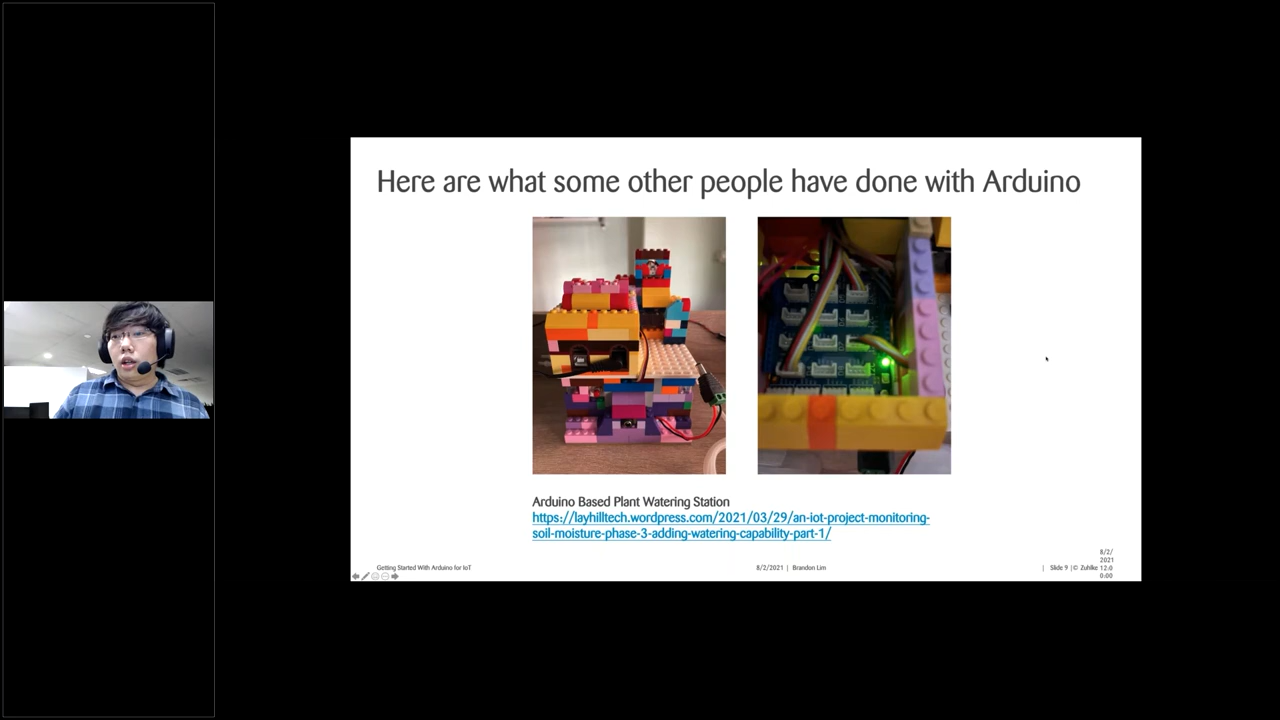 Here are what some other people have done with Arduino
Arduino Based Plant Watering Station
https://layhilltech.wordpress.com/2021/03/29/an-iot-project-monitoring-
soil-moisture-phase-3-adding-watering-capability-part-1/
Getting Started With Arduino for IoT
8/2/2021 | Brandon Lim
| Slide 9 | © Zuhlke
8/2/
2021
12:0
0:00